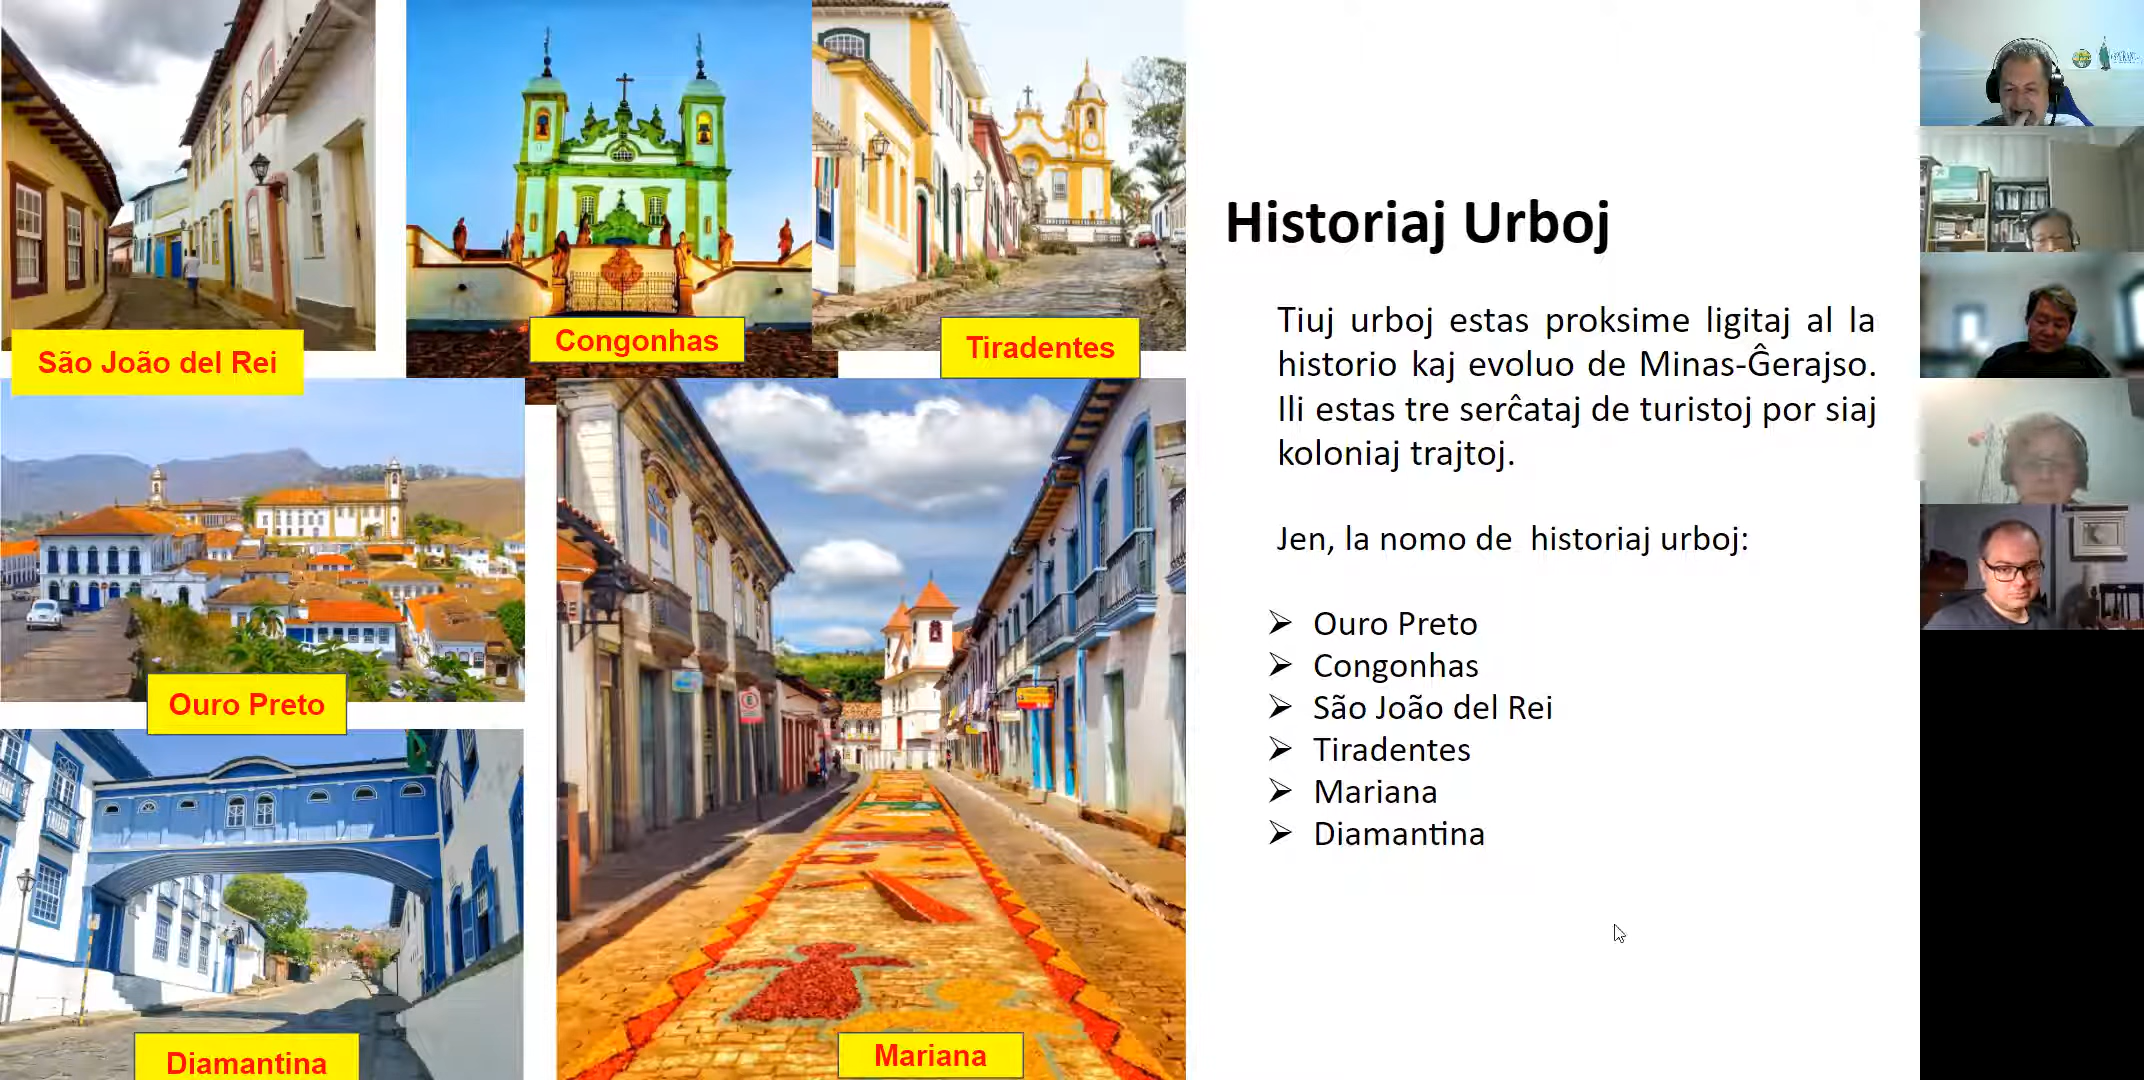 São João del Rei
Congonhas
Tiradentes
Ouro Preto
Diamantina
Mariana
Historiaj Urboj
Tiuj urboj estas proksime ligitaj al la
historio kaj evoluo de Minas-Ĝerajso.
Ili estas tre serĉataj de turistoj por siaj
koloniaj trajtoj.
Jen, la nomo de historiaj urboj:
Ouro Preto
Congonhas
São João del Rei
Tiradentes
Mariana
Diamantina